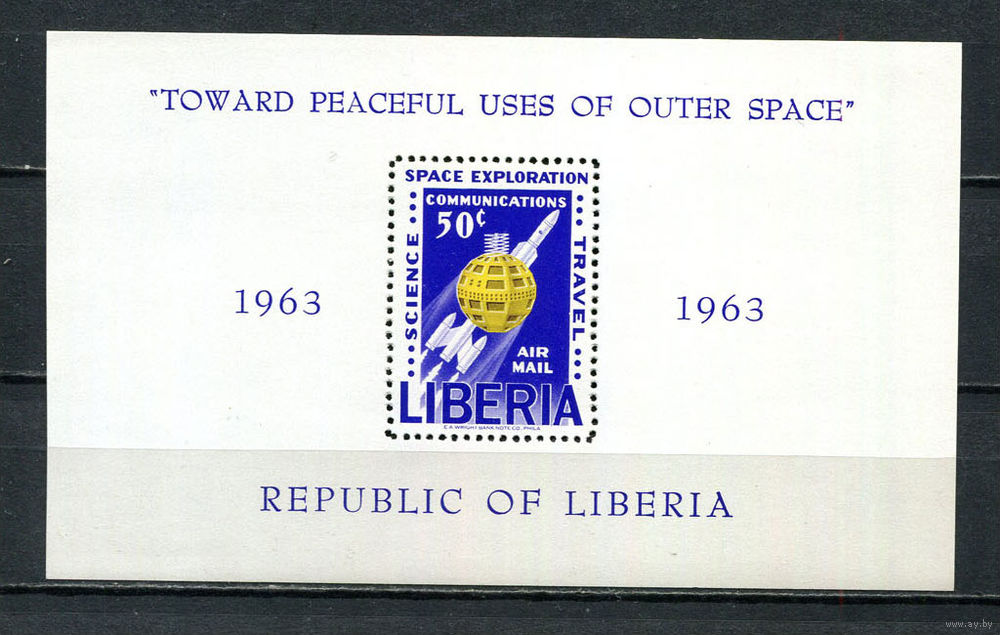 "TOWARD PEACEFUL USES OF OUTER SPACE"
SPACE EXPLORATION
COMMUNICATIONS
50¢
SCIENCE
TRAVEL
1963
1963
AIR
MAIL
LIBERIA
E.A. WRIGHT BANK NOTE CO., PHILA.
REPUBLIC OF LIBERIA
www.ay.by